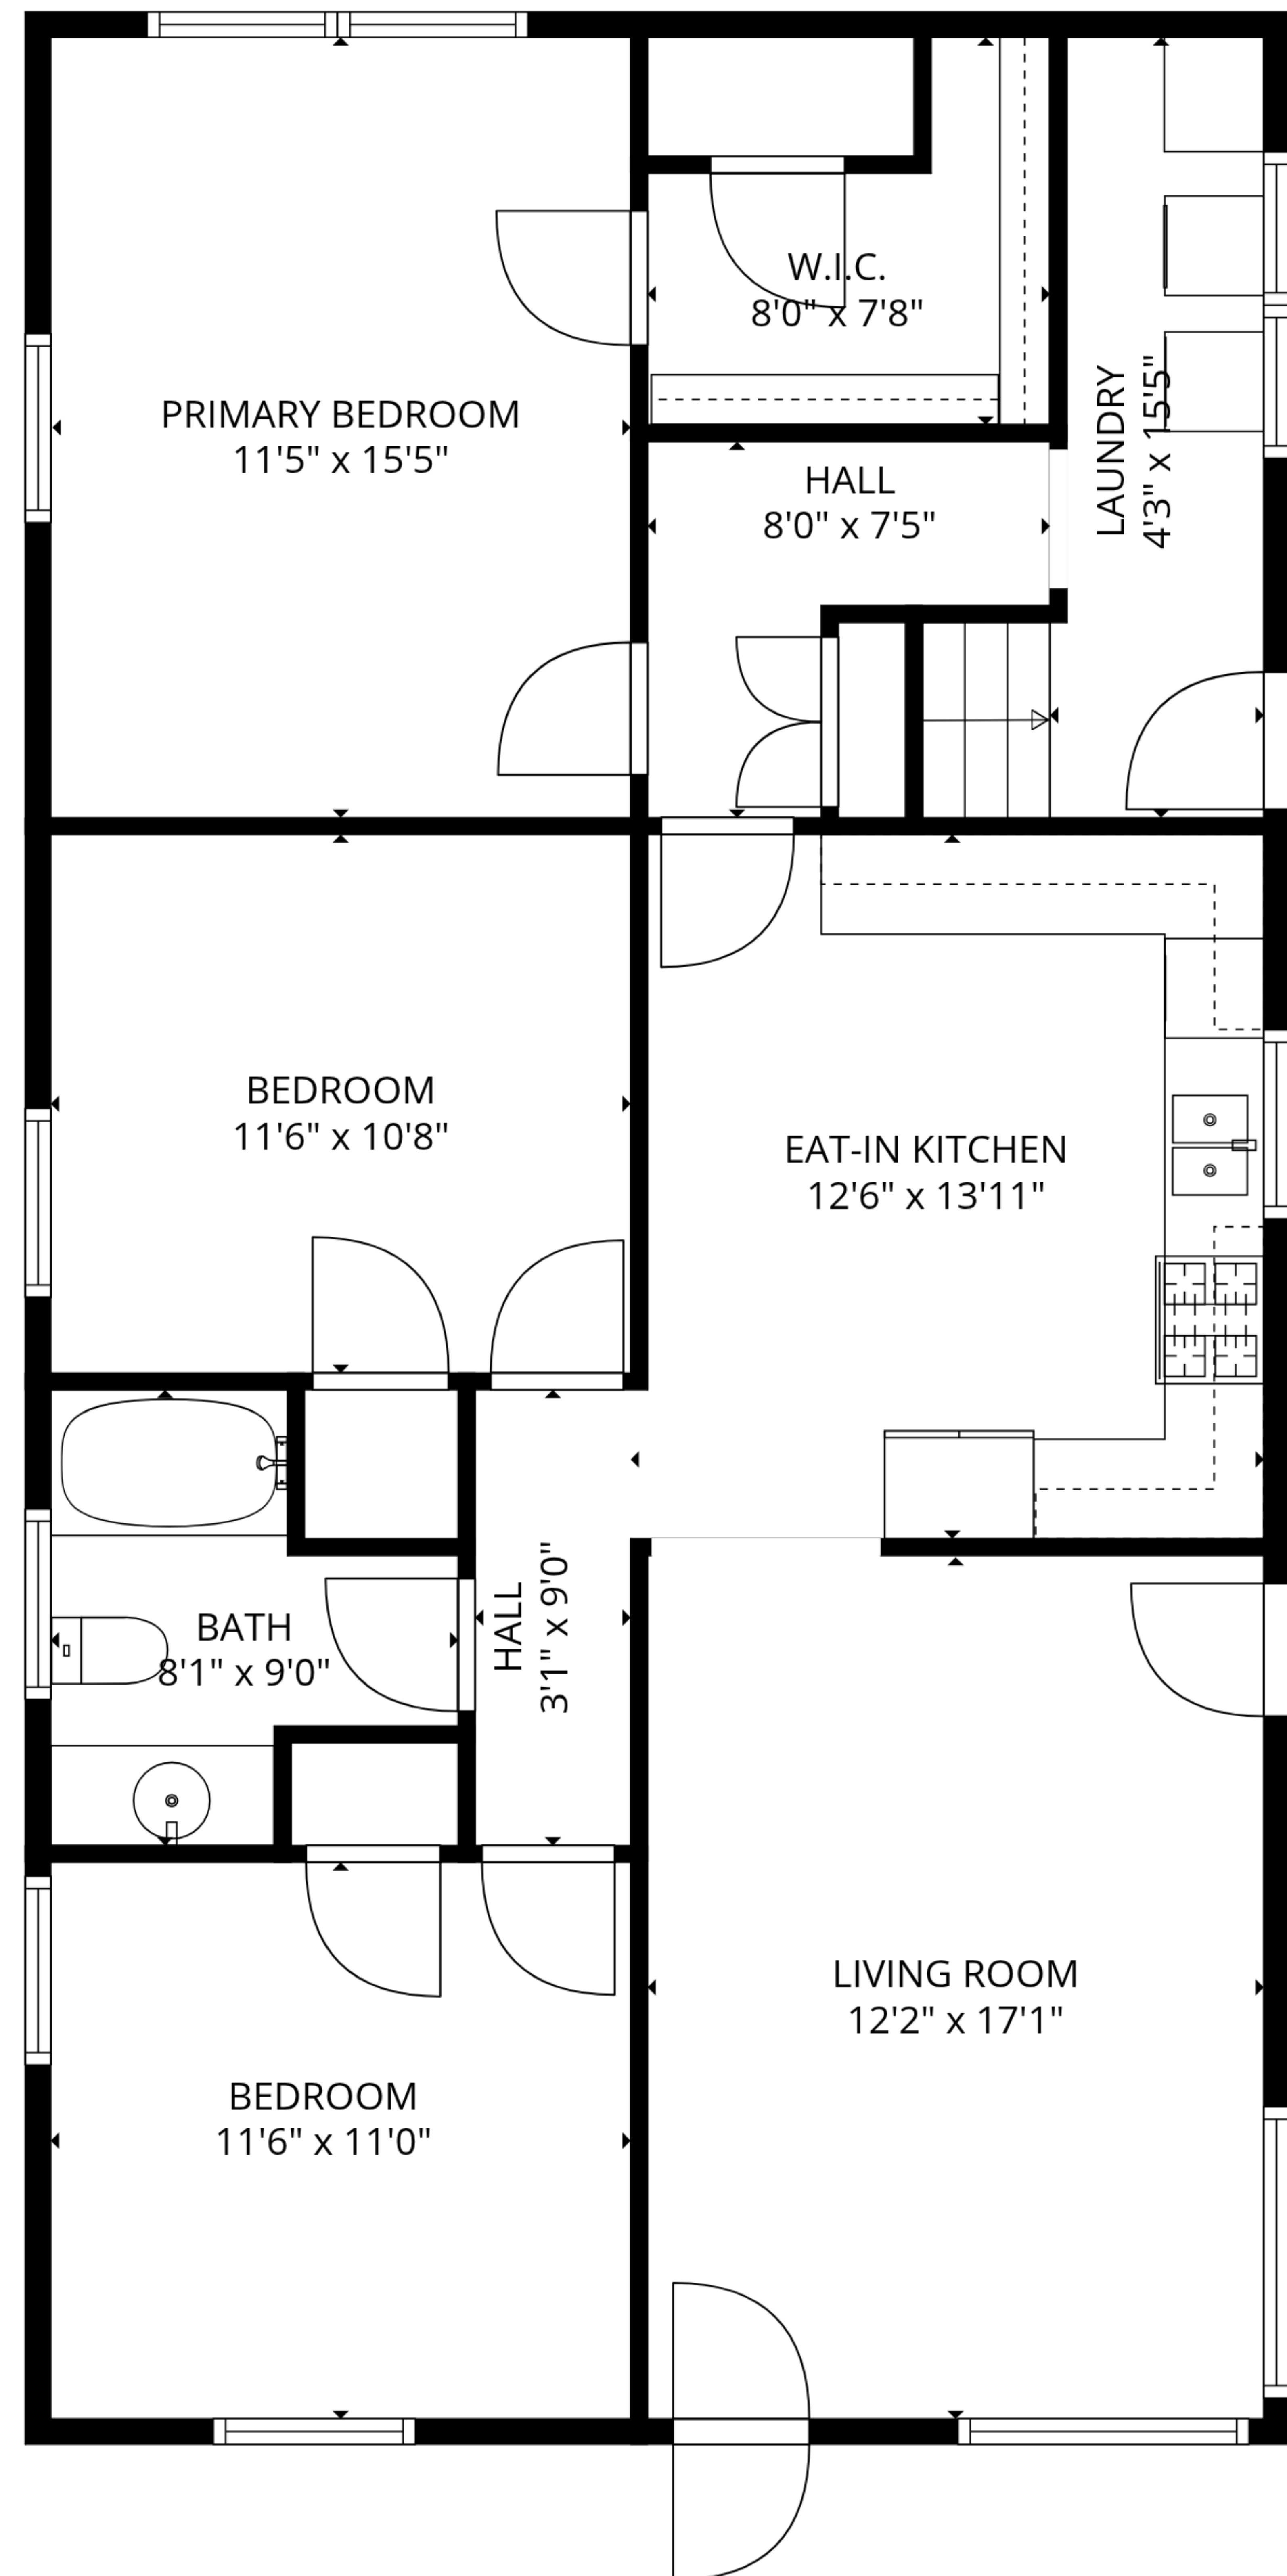 W.I.C.
8'0" x 7'8"
PRIMARY BEDROOM
11'5" x 15'5"
HALL
8'0" x 7'5"
LAUNDRY
4'3" x 15'5"
BEDROOM
11'6" x 10'8"
EAT-IN KITCHEN
12'6" x 13'11"
BATH
8'1" x 9'0"
HALL
3'1" x 9'0"
LIVING ROOM
12'2" x 17'1"
BEDROOM
11'6" x 11'0"